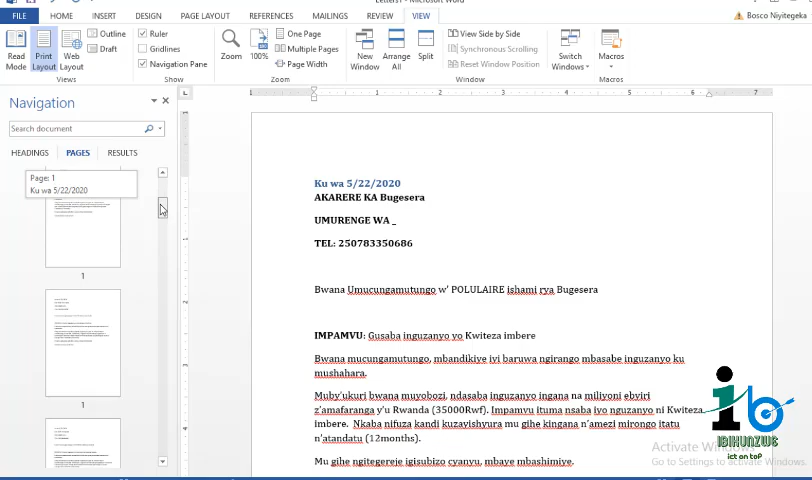 Letters1 - Microsoft Word
FILE HOME INSERT DESIGN PAGE LAYOUT REFERENCES MAILINGS REVIEW VIEW Bosco Niyitegeka
Read Mode
Print Layout
Web Layout
Outline
Draft
Views
Ruler
Gridlines
Navigation Pane
Show
Zoom
100%
One Page
Multiple Pages
Page Width
Zoom
New Window
Arrange All
Split
View Side by Side
Synchronous Scrolling
Reset Window Position
Window
Switch Windows
Macros
Macros
Navigation
Search document
HEADINGS PAGES RESULTS
Page: 1
Ku wa 5/22/2020
1
1
Ku wa 5/22/2020
AKARERE KA Bugesera
UMURENGE WA _
TEL: 250783350686
Bwana Umucungamutungo w' POLULAIRE ishami rya Bugesera
IMPAMVU: Gusaba inguzanyo yo Kwiteza imbere
Bwana mucungamutungo, mbandikiye iyi baruwa ngirango mbasabe inguzanyo ku
mushahara.
Muby'ukuri bwana muyobozi, ndasaba inguzanyo ingana na miliyoni ebyiri
z'amafaranga y'u Rwanda (35000Rwf). Impamvu ituma nsaba iyo nguzanyo ni Kwiteza
imbere. Nkaba nifuza kandi kuzayishyura mu gihe kingana n'amezi mirongo itatu
n'atandatu (12months).
Mu gihe ngitegereje igisubizo cyanyu, mbaye mbashimiye.
ib
IBIKUNZWE
ict on top
Activate Windows
Go to Settings to activate Windows.